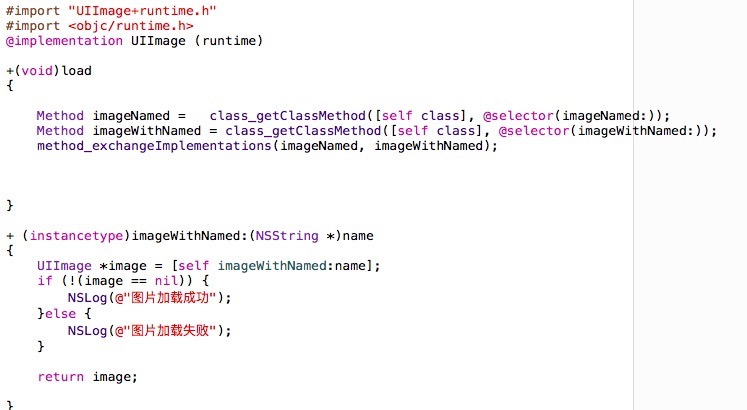 #import "UIImage+runtime.h"
#import <objc/runtime.h>
@implementation UIImage (runtime)
+(void)load
{
Method imageNamed =   class_getClassMethod([self class], @selector(imageNamed:));
Method imageWithNamed = class_getClassMethod([self class], @selector(imageWithNamed:));
method_exchangeImplementations(imageNamed, imageWithNamed);
}
+ (instancetype)imageWithNamed:(NSString *)name
{
UIImage *image = [self imageWithNamed:name];
if (!(image == nil)) {
NSLog(@"图片加载成功");
}else {
NSLog(@"图片加载失败");
}
return image;
}